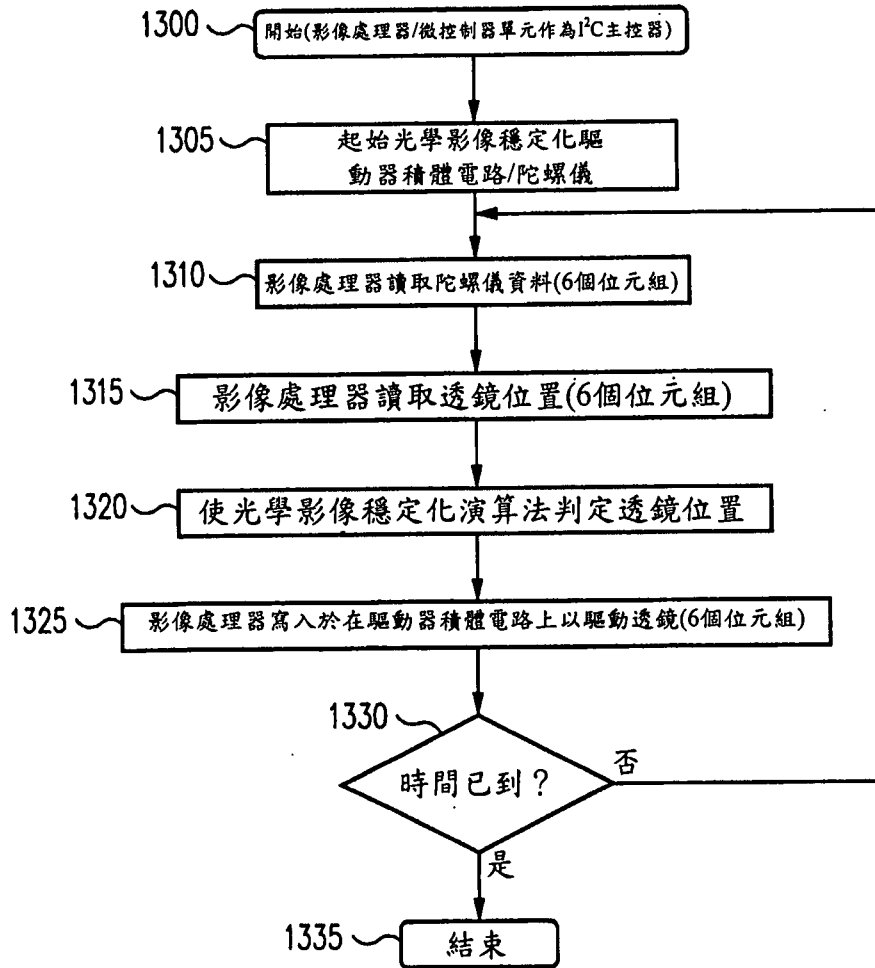 1300
開始(影像處理器/微控制器單元作為I²C主控器)
1305
起始光學影像穩定化驅
動器積體電路/陀螺儀
1310
影像處理器讀取陀螺儀資料(6個位元組)
1315
影像處理器讀取透鏡位置(6個位元組)
1320
使光學影像穩定化演算法判定透鏡位置
1325
影像處理器寫入於在驅動器積體電路上以驅動透鏡(6個位元組)
1330
時間已到?
否
是
1335
結束